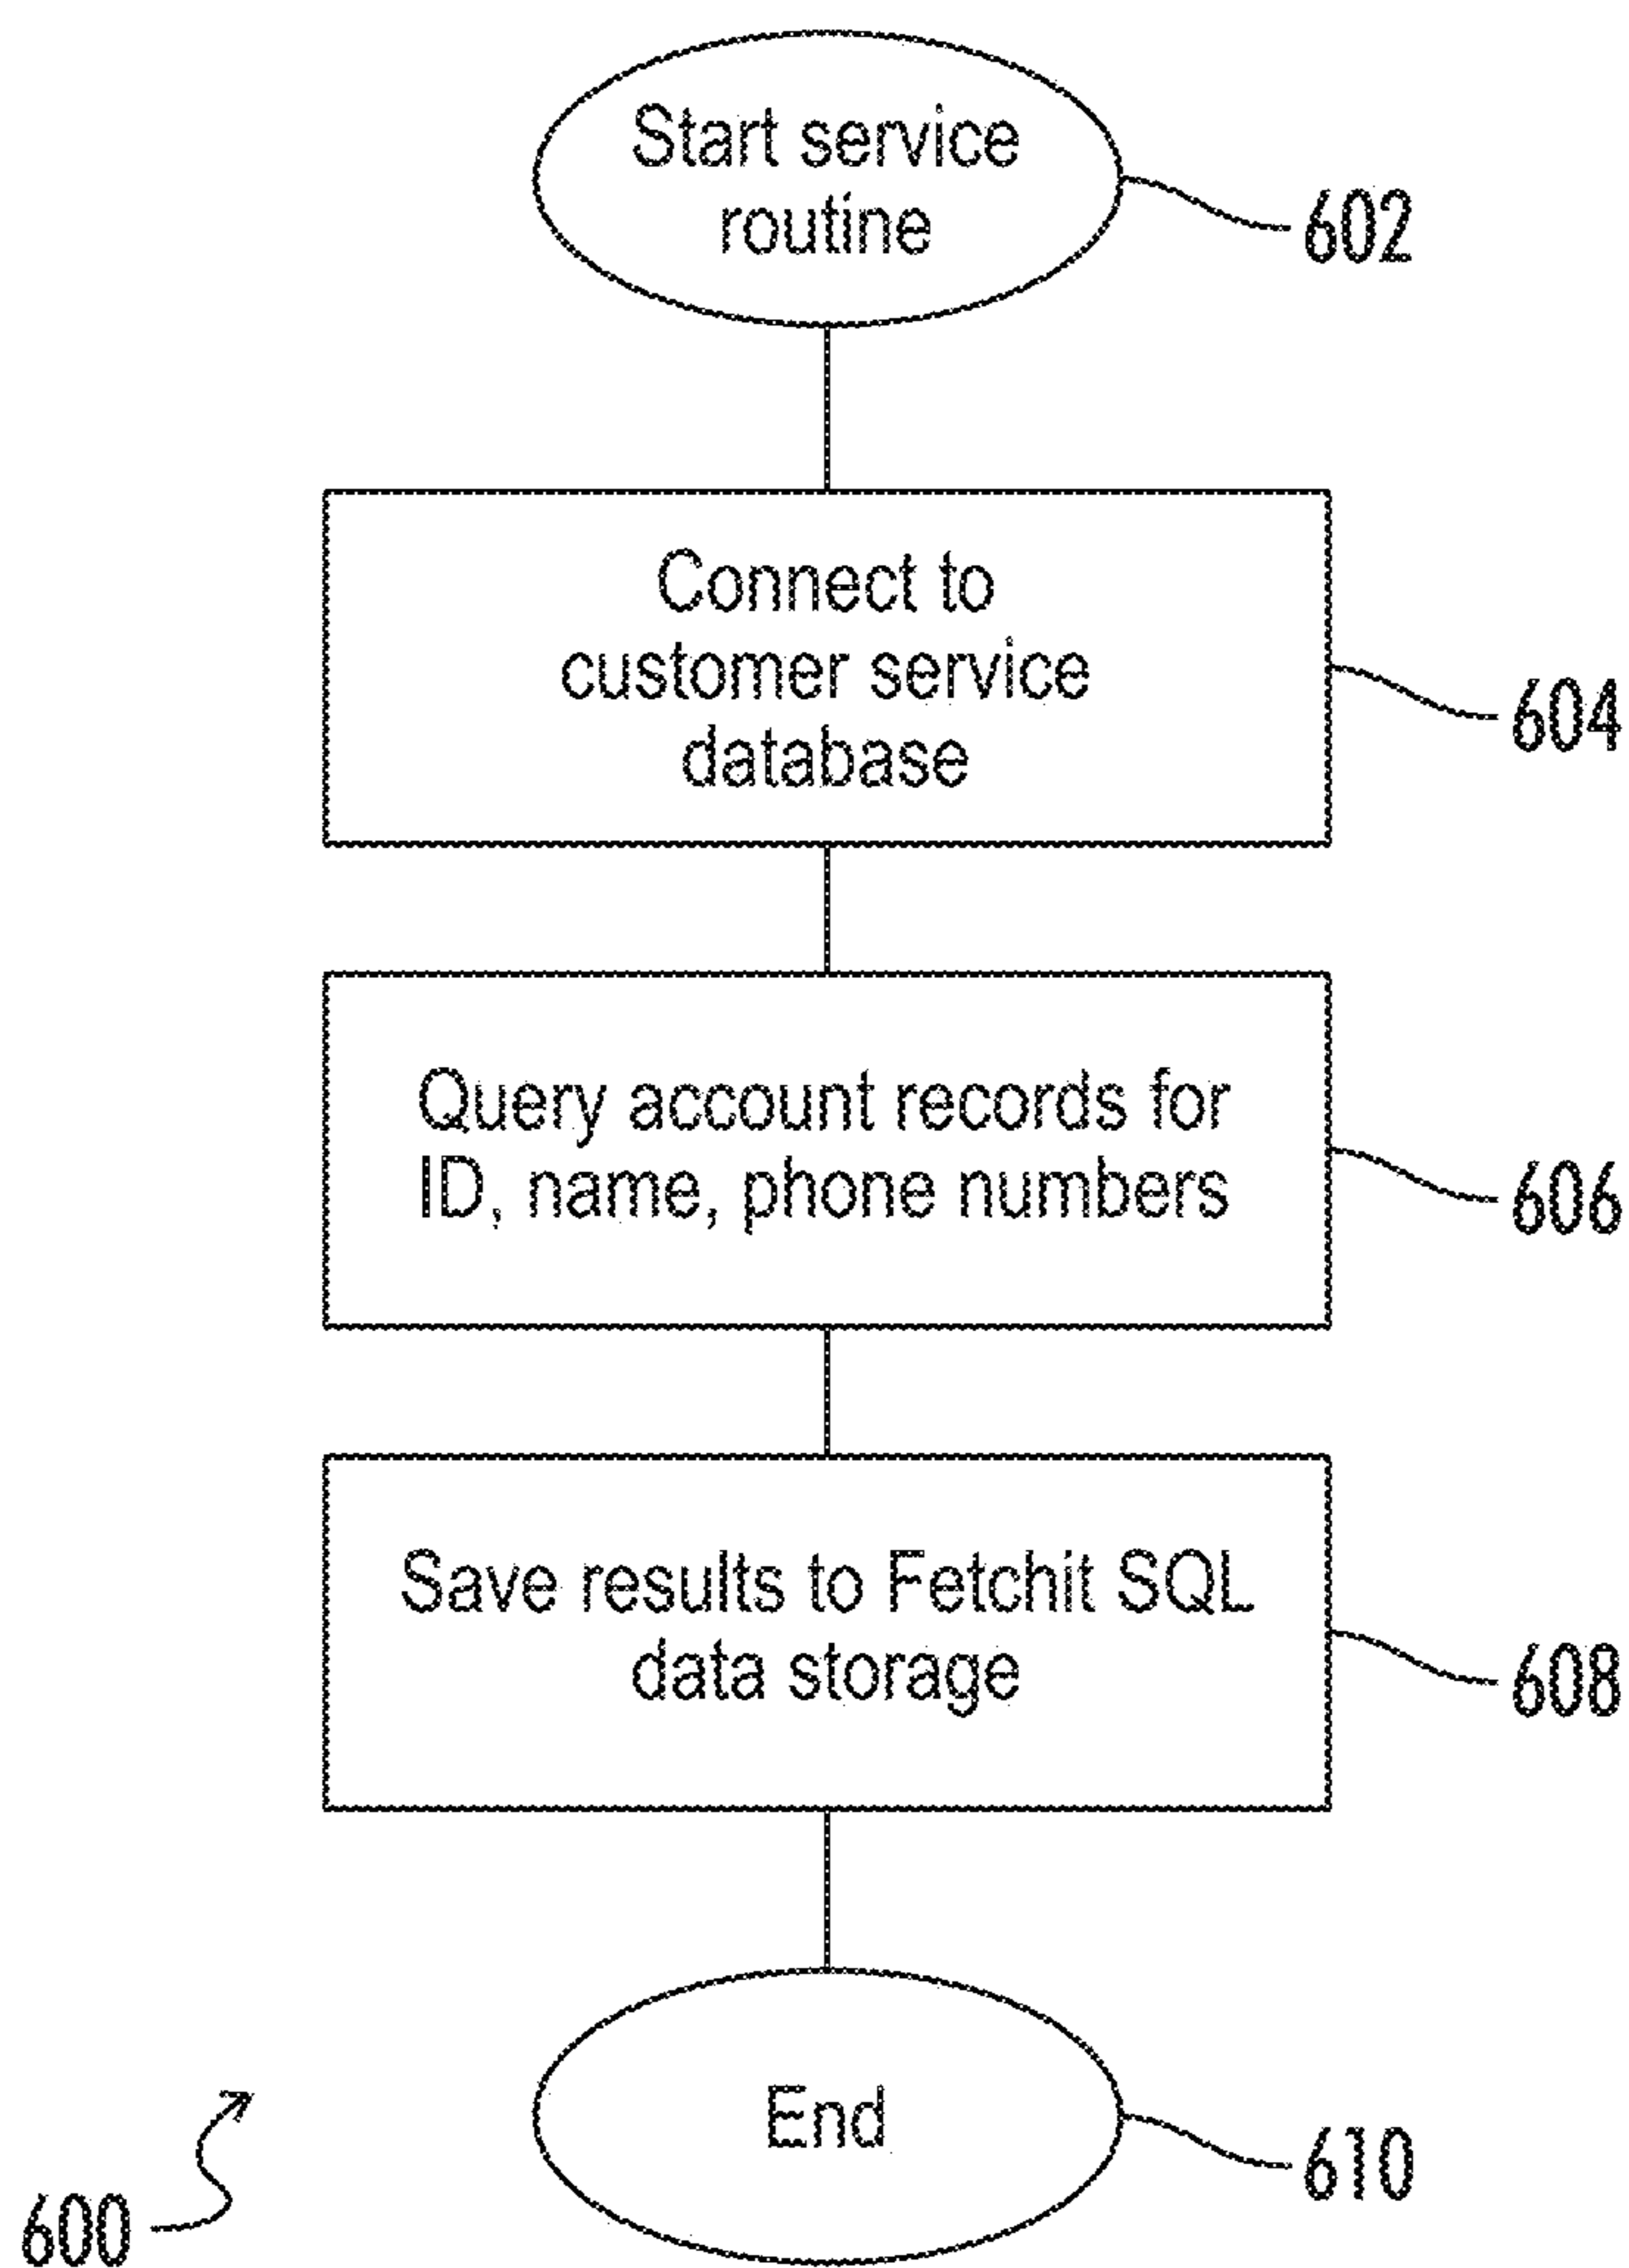 Start service
routine
602
Connect to
customer service
database
604
Query account records for
ID, name, phone numbers
606
Save results to Fetchit SQL
data storage
608
End
610
600